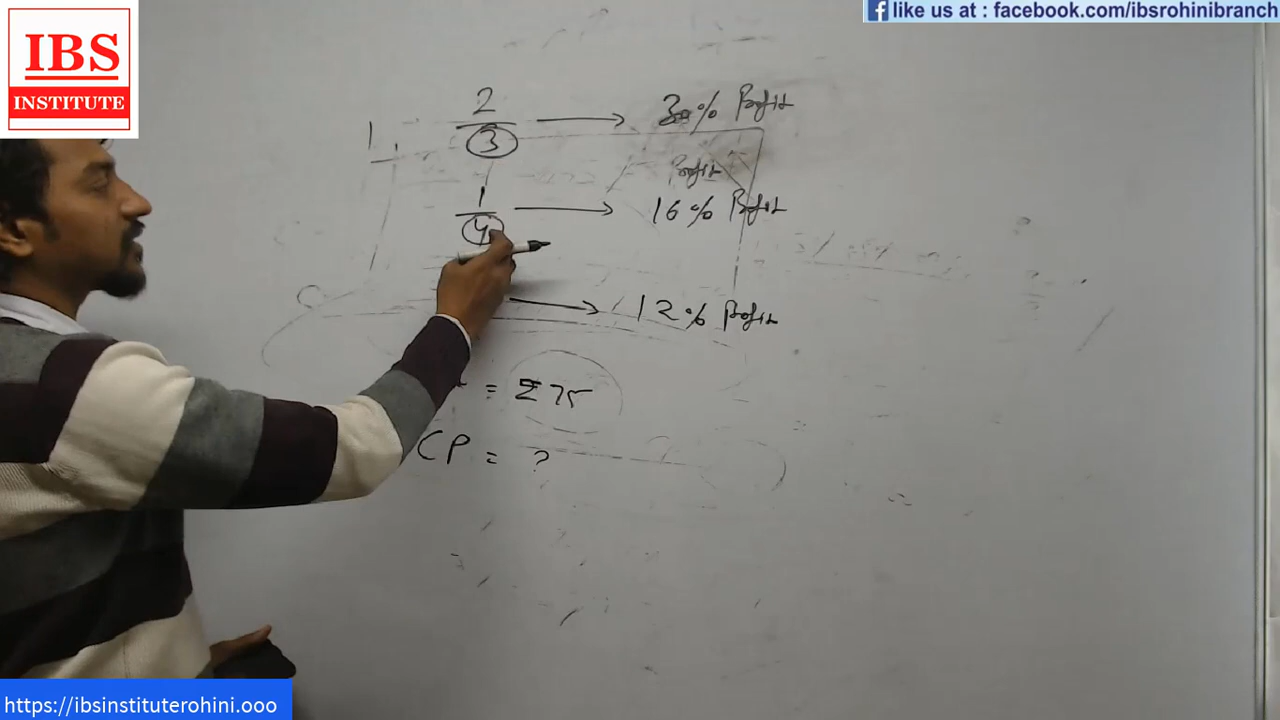 like us at : facebook.com/ibsrohinibranch
IBS
INSTITUTE
1
2/3 → 30% Profit
Profit
1/4 → 16% Profit
→ 12% Profit
= ₹75
CP = ?
https://ibsinstituterohini.ooo